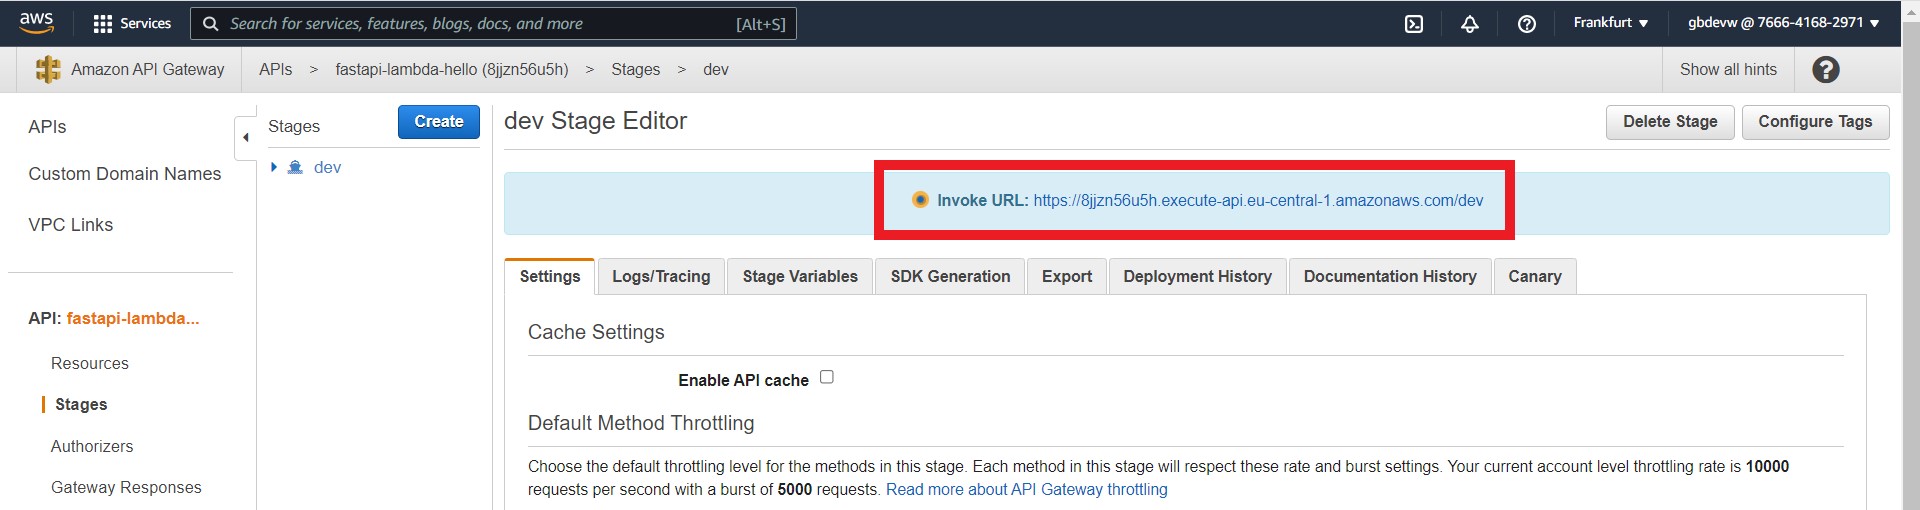 aws Services Search for services, features, blogs, docs, and more [Alt+S] Frankfurt gbdevw @ 7666-4168-2971
Amazon API Gateway APIs > fastapi-lambda-hello (8jjzn56u5h) > Stages > dev Show all hints ?
APIs
Custom Domain Names
VPC Links
API: fastapi-lambda...
Resources
Stages
Authorizers
Gateway Responses
Stages Create
dev
dev Stage Editor Delete Stage Configure Tags
Invoke URL: https://8jjzn56u5h.execute-api.eu-central-1.amazonaws.com/dev
Settings Logs/Tracing Stage Variables SDK Generation Export Deployment History Documentation History Canary
Cache Settings
Enable API cache
Default Method Throttling
Choose the default throttling level for the methods in this stage. Each method in this stage will respect these rate and burst settings. Your current account level throttling rate is 10000
requests per second with a burst of 5000 requests. Read more about API Gateway throttling